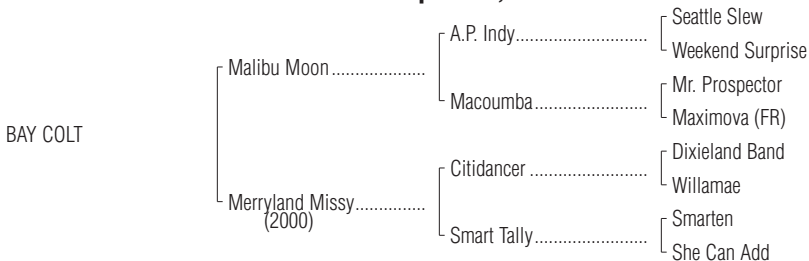 Seattle Slew
A.P. Indy
Weekend Surprise
Malibu Moon
Mr. Prospector
Macoumba
Maximova (FR)
BAY COLT
Dixieland Band
Citidancer
Willamae
Merryland Missy
(2000)
Smarten
Smart Tally
She Can Add